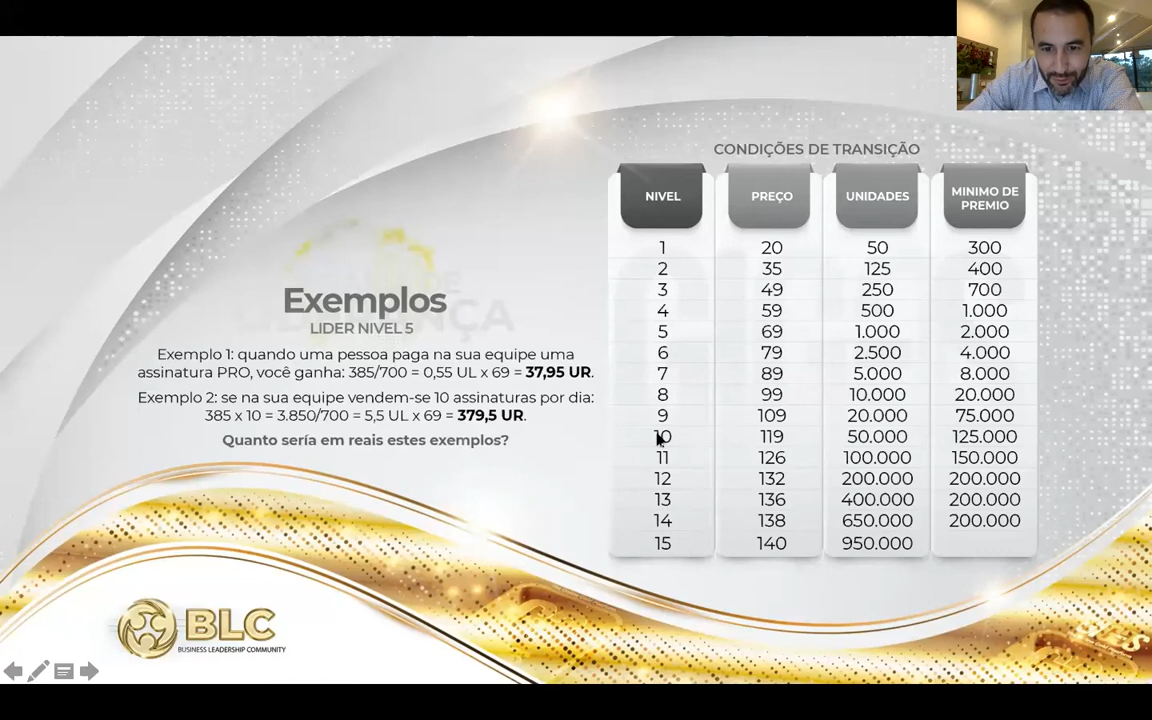 CONDIÇÕES DE TRANSIÇÃO
NIVEL PREÇO UNIDADES MINIMO DE PREMIO
1 20 50 300
2 35 125 400
3 49 250 700
4 59 500 1.000
5 69 1.000 2.000
6 79 2.500 4.000
7 89 5.000 8.000
8 99 10.000 20.000
9 109 20.000 75.000
10 119 50.000 125.000
11 126 100.000 150.000
12 132 200.000 200.000
13 136 400.000 200.000
14 138 650.000 200.000
15 140 950.000
Exemplos
LIDER NIVEL 5
Exemplo 1: quando uma pessoa paga na sua equipe uma
assinatura PRO, você ganha: 385/700 = 0,55 UL x 69 = 37,95 UR.
Exemplo 2: se na sua equipe vendem-se 10 assinaturas por dia:
385 x 10 = 3.850/700 = 5,5 UL x 69 = 379,5 UR.
Quanto sería em reais estes exemplos?
BLC
BUSINESS LEADERSHIP COMMUNITY